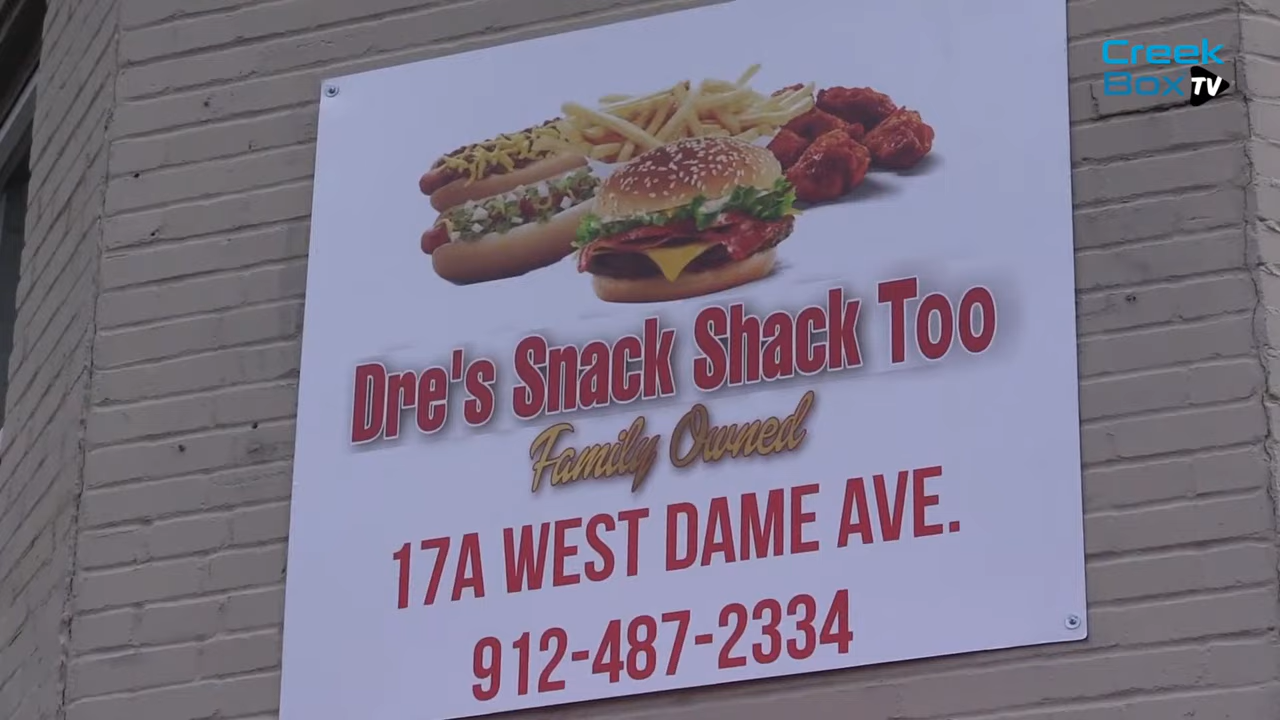 Creek
Box TV
Dre's Snack Shack Too
Family Owned
17A WEST DAME AVE.
912-487-2334